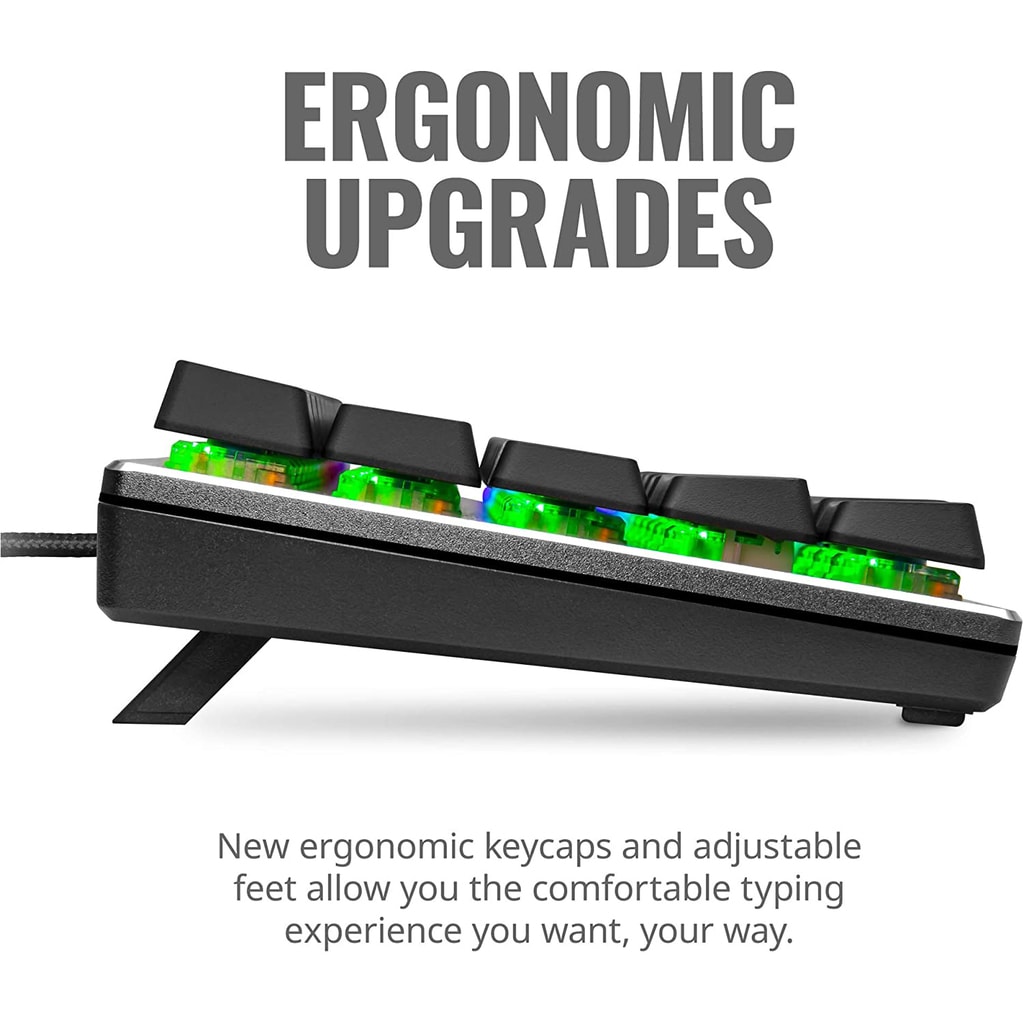 ERGONOMIC
UPGRADES
New ergonomic keycaps and adjustable
feet allow you the comfortable typing
experience you want, your way.